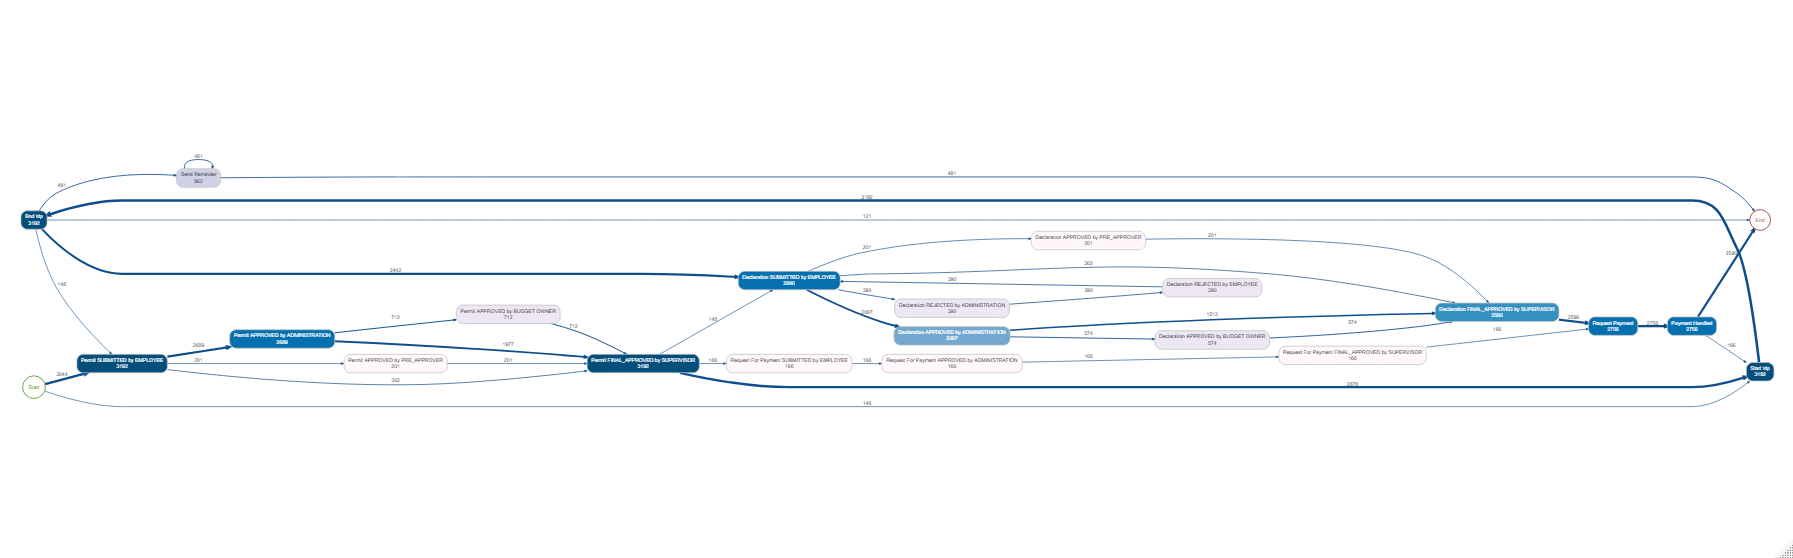 481
Send Reminder
962
481
481
3192
End trip
3192
121
End
201
Declaration APPROVED by PRE_APPROVER
201
201
2590
2442
302
148
Declaration SUBMITTED by EMPLOYEE
2980
390
390
Declaration REJECTED by EMPLOYEE
390
390
Declaration REJECTED by ADMINISTRATION
390
2087
1513
Declaration FINAL_APPROVED by SUPERVISOR
2590
712
Permit APPROVED by BUDGET OWNER
712
148
712
Declaration APPROVED by ADMINISTRATION
2087
574
574
Declaration APPROVED by BUDGET OWNER
574
2590
Request Payment
2756
2756
Payment Handled
2756
166
Permit APPROVED by ADMINISTRATION
2689
2689
1977
166
Permit SUBMITTED by EMPLOYEE
3192
201
Permit APPROVED by PRE_APPROVER
201
201
Permit FINAL_APPROVED by SUPERVISOR
3192
166
Request For Payment SUBMITTED by EMPLOYEE
166
166
Request For Payment APPROVED by ADMINISTRATION
166
166
Request For Payment FINAL_APPROVED by SUPERVISOR
166
Start trip
3192
3044
302
2878
Start
148